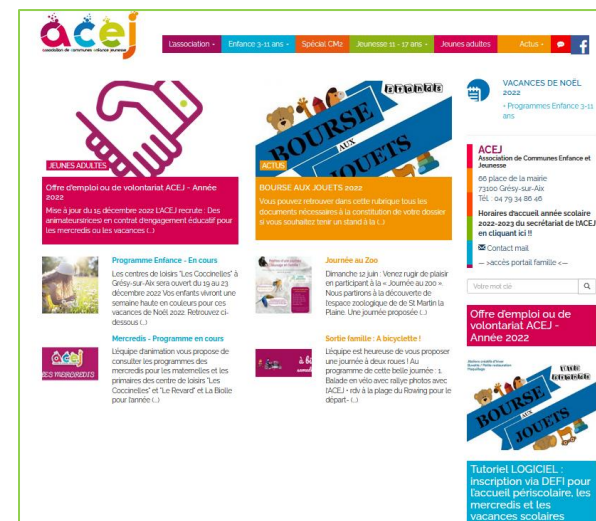 acej
association de communes enfance jeunesse
L'association
Enfance 3-11 ans
Spécial CM2
Jeunesse 11 - 17 ans
Jeunes adultes
Actus
JEUNES ADULTES
Offre d'emploi ou de volontariat ACEJ - Année
2022
Mise à jour du 15 décembre 2022 L'ACEJ recrute : Des
animateurs(rices) en contrat d'engagement éducatif pour
les mercredis ou les vacances.
BOURSE
AUX
JOUETS
ACTUS
BOURSE AUX JOUETS 2022
Vous pouvez retrouver dans cette rubrique tous les
documents nécessaires à la constitution de votre dossier
si vous souhaitez tenir un stand à la (...)
Programme Enfance - En cours
Les centres de loisirs "Les Coccinelles" à
Grésy-sur-Aix sera ouvert du 19 au 23
décembre 2022 Vos enfants vivront une
semaine haute en couleurs pour ces
vacances de Noël 2022. Retrouvez ci-
dessous (...)
Journée au Zoo
Dimanche 12 juin : Venez rugir de plaisir
en participant à la « Journée au zoo ».
Nous partirons à la découverte de
l'espace zoologique de de St Martin la
Plaine. Une journée proposée (...)
acej
LES MERCREDIS
Mercredis - Programme en cours
L'équipe d'animation vous propose de
consulter les programmes des
mercredis pour les maternelles et les
primaires des centre de loisirs "Les
Coccinelles" et "Le Revard" et La Biolle
pour l'année (...)
Sortie famille : A bicyclette !
L'équipe est heureuse de vous proposer
une journée à deux roues ! Au
programme de cette belle journée : 1.
Balade en vélo avec rallye photos avec
l'ACEJ • rdv à la plage du Rowing pour le
départ- (...)
VACANCES DE NOËL
2022
• Programmes Enfance 3-11
ans
ACEJ
Association de Communes Enfance et
Jeunesse
66 place de la mairie
73100 Grésy-sur-Aix
Tél. : 04 79 34 86 46
Horaires d'accueil année scolaire
2022-2023 du secrétariat de l'ACEJ
en cliquant ici !!
Contact mail
— >accès portail famille <—
Votre mot clé
Offre d'emploi ou de
volontariat ACEJ -
Année 2022
BOURSE
AUX
JOUETS
Tutoriel LOGICIEL :
inscription via DEFI pour
l'accueil périscolaire, les
mercredis et les
vacances scolaires